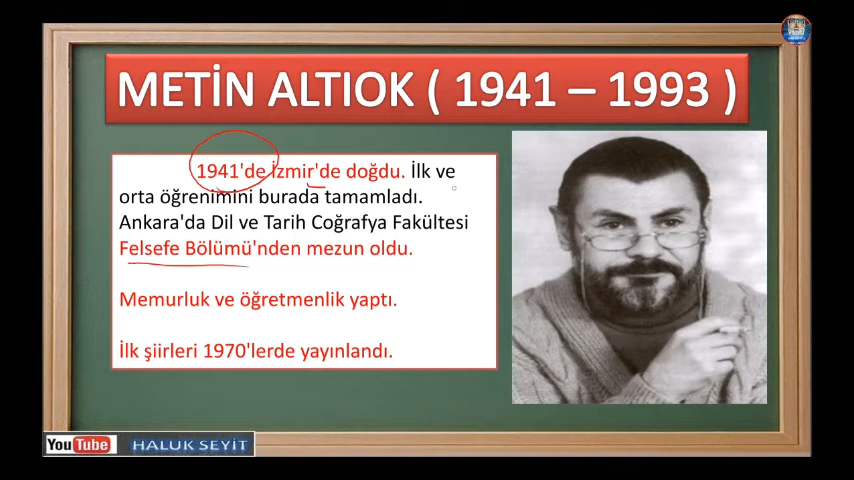 METİN ALTIOK ( 1941 – 1993 )
1941'de İzmir'de doğdu. İlk ve
orta öğrenimini burada tamamladı.
Ankara'da Dil ve Tarih Coğrafya Fakültesi
Felsefe Bölümü'nden mezun oldu.
Memurluk ve öğretmenlik yaptı.
İlk şiirleri 1970'lerde yayınlandı.
YouTube HALUK SEYİT